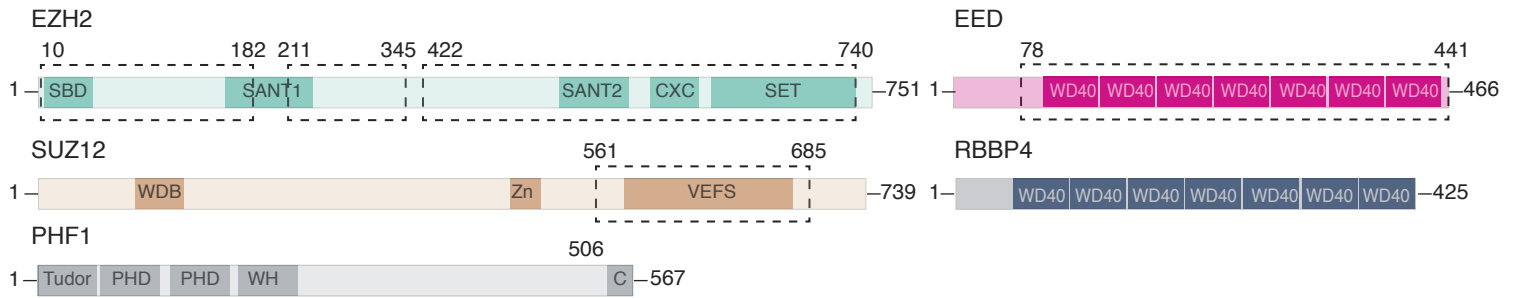 EZH2
EED
10 182 211 345 422 740
78 441
1 SBD SANT1 SANT2 CXC SET 751
1 WD40 WD40 WD40 WD40 WD40 WD40 WD40 466
SUZ12
RBBP4
561 685
1 WDB Zn VEFS 739
1 WD40 WD40 WD40 WD40 WD40 WD40 WD40 425
PHF1
506
1 Tudor PHD PHD WH C 567